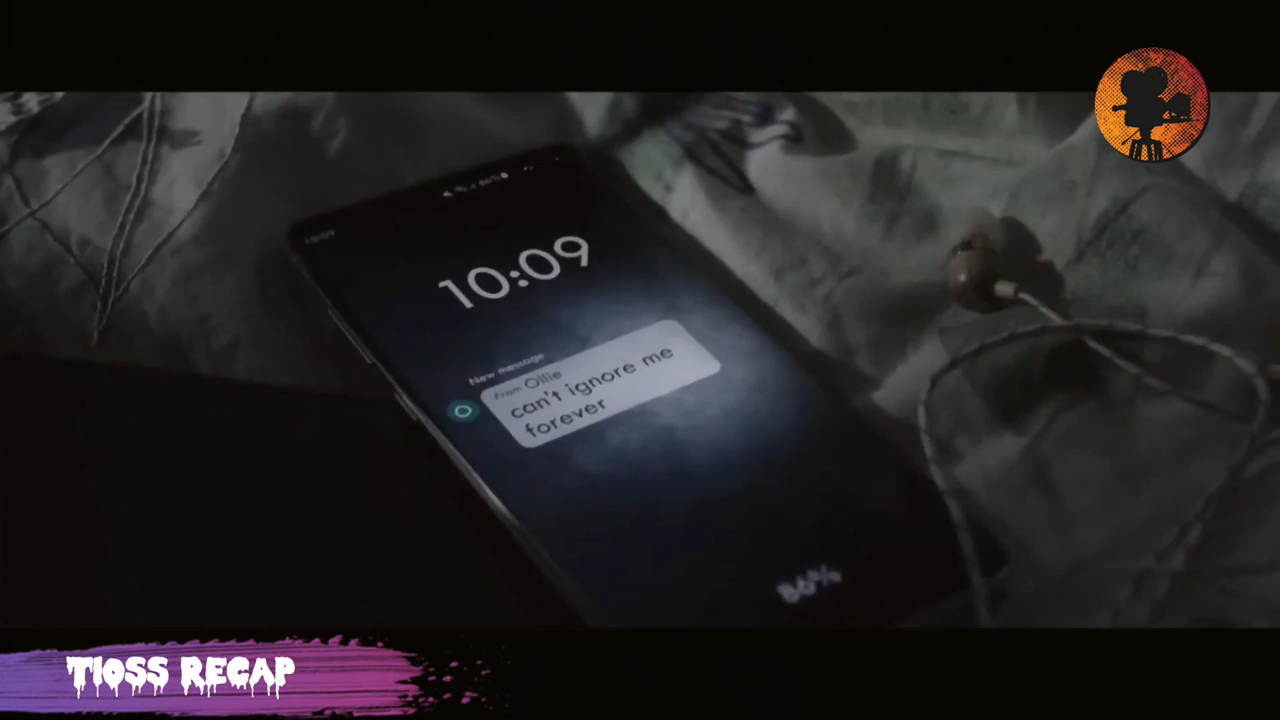 10:09
New message
From Ollie
can't ignore me
forever
86%
TIOSS RECAP